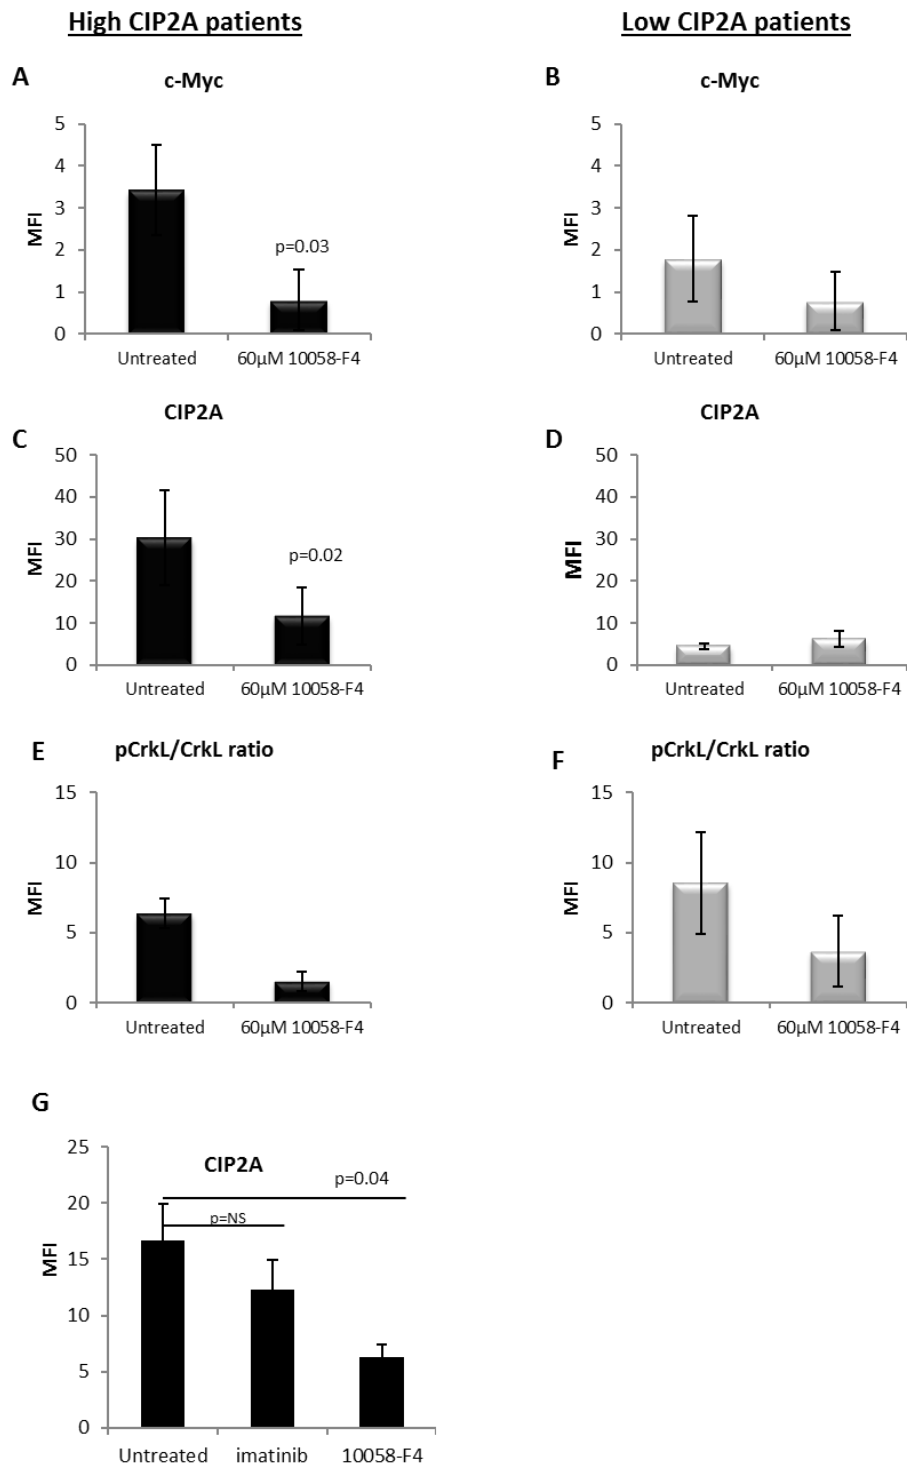 High CIP2A patients
Low CIP2A patients
A
c-Myc
5
4
3
2
1
0
MFI
p=0.03
Untreated
60µM 10058-F4
B
c-Myc
5
4
3
2
1
0
MFI
Untreated
60µM 10058-F4
C
CIP2A
50
40
30
20
10
0
MFI
p=0.02
Untreated
60µM 10058-F4
D
CIP2A
50
40
30
20
10
0
MFI
Untreated
60µM 10058-F4
E
pCrkL/CrkL ratio
15
10
5
0
MFI
Untreated
60µM 10058-F4
F
pCrkL/CrkL ratio
15
10
5
0
MFI
Untreated
60µM 10058-F4
G
CIP2A
25
20
15
10
5
0
MFI
p=0.04
p=NS
Untreated
imatinib
10058-F4